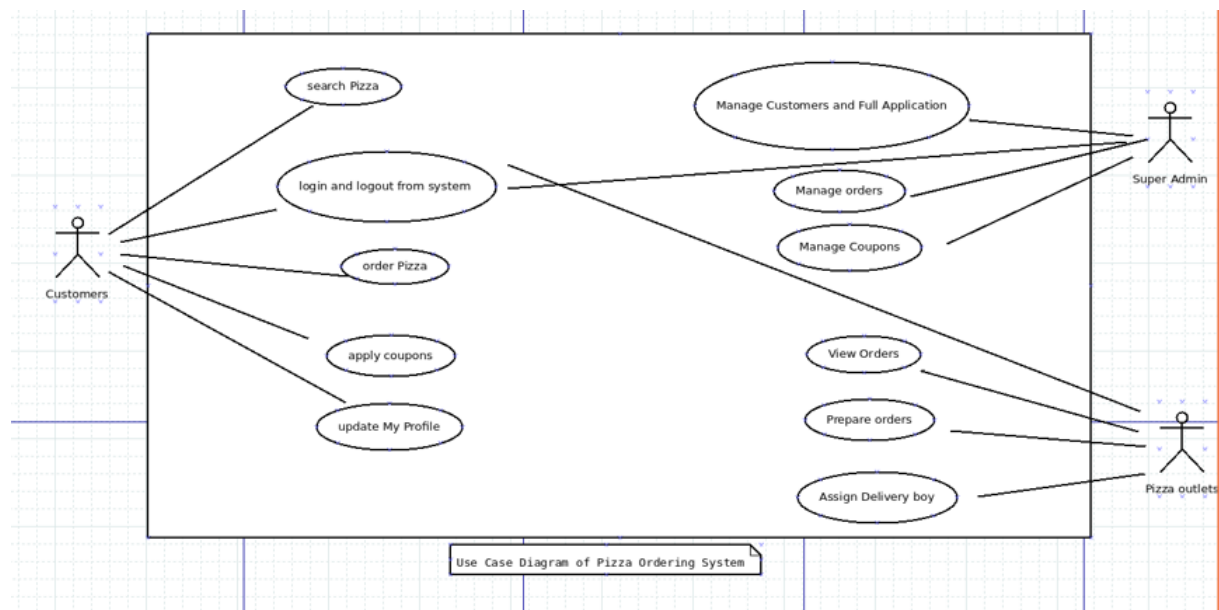 search Pizza
Manage Customers and Full Application
login and logout from system
Manage orders
Super Admin
Manage Coupons
order Pizza
Customers
apply coupons
View Orders
update My Profile
Prepare orders
Pizza outlets
Assign Delivery boy
Use Case Diagram of Pizza Ordering System